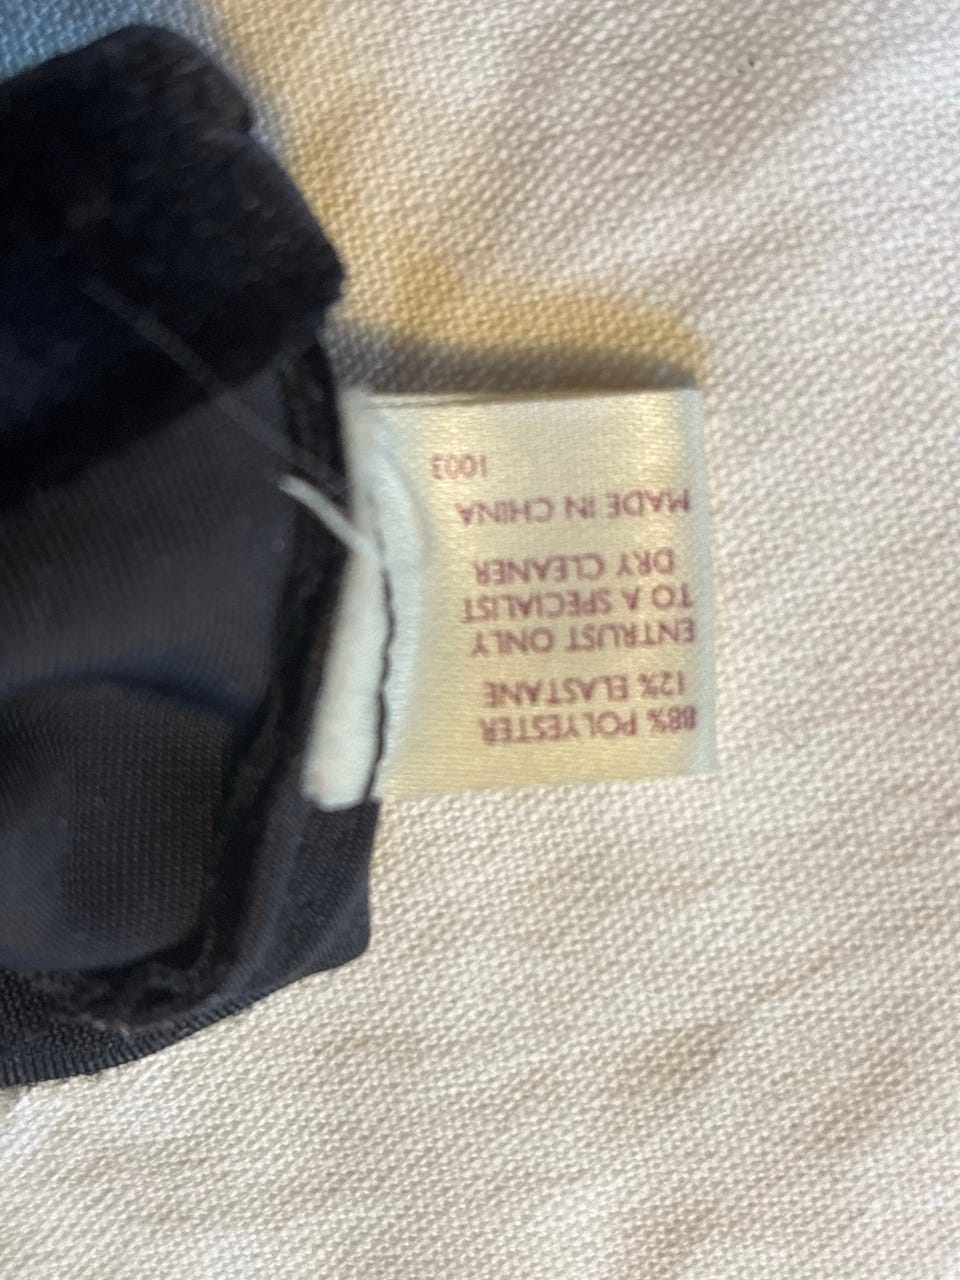 88% POLYESTER
12% ELASTANE
ENTRUST ONLY
TO A SPECIALIST
DRY CLEANER
MADE IN CHINA
1003